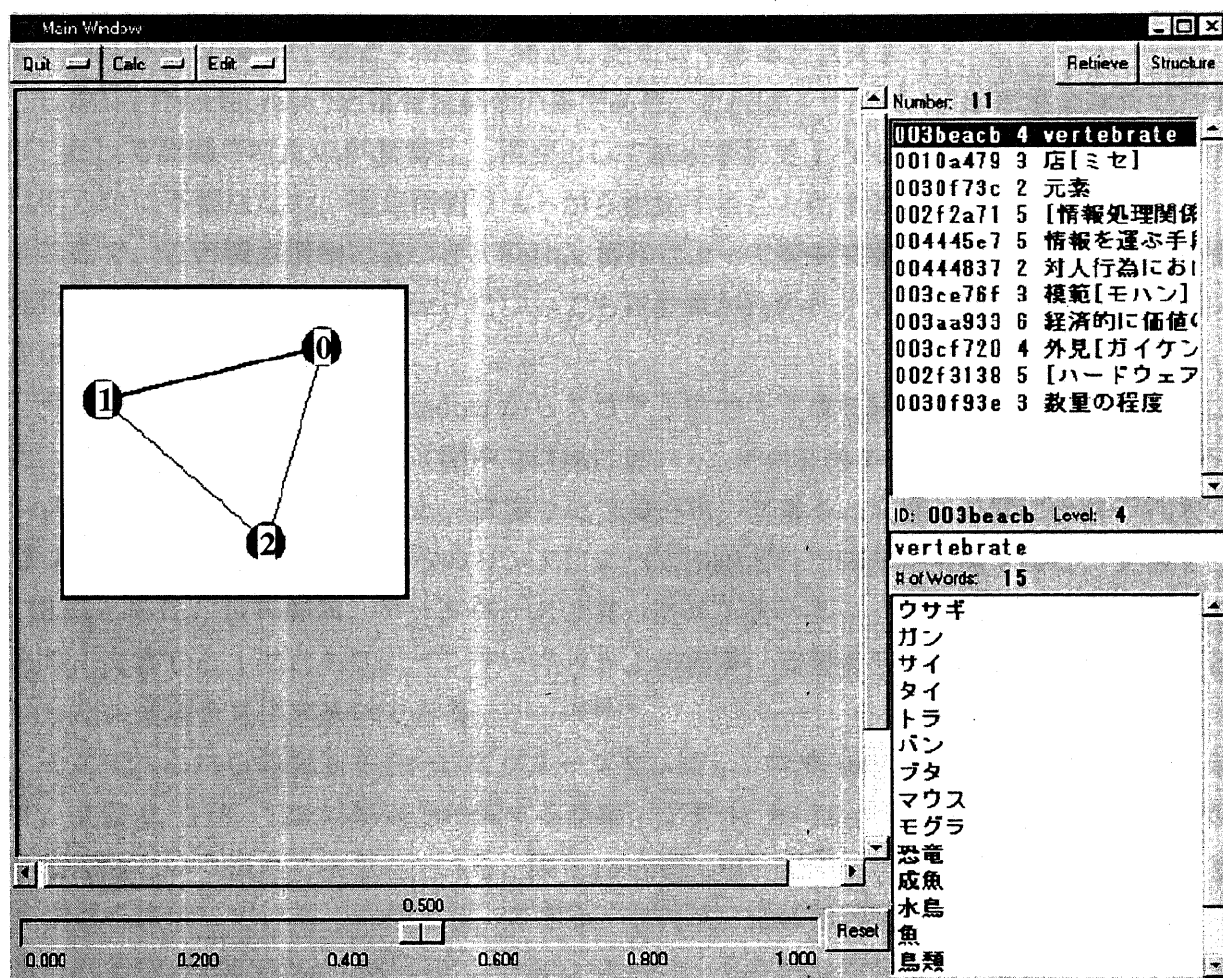 Main Window
Quit Calc Edit Retrieve Structure
Number: 11
003beacb 4 vertebrate
0010a479 3 店[ミセ]
0030f73c 2 元素
002f2a71 5 [情報処理関係
004445e7 5 情報を運ぶ手
00444837 2 対人行為にお
003ce76f 3 模範[モハン]
003aa933 6 経済的に価値
003cf720 4 外見[ガイケン
002f3138 5 [ハードウェア
0030f93e 3 数量の程度
0
1
2
ID: 003beacb Level: 4
vertebrate
# of Words: 15
ウサギ
ガン
サイ
タイ
トラ
バン
ブタ
マウス
モグラ
恐竜
成魚
水鳥
魚
鳥類
0.500
Reset
0.000 0.200 0.400 0.600 0.800 1.000